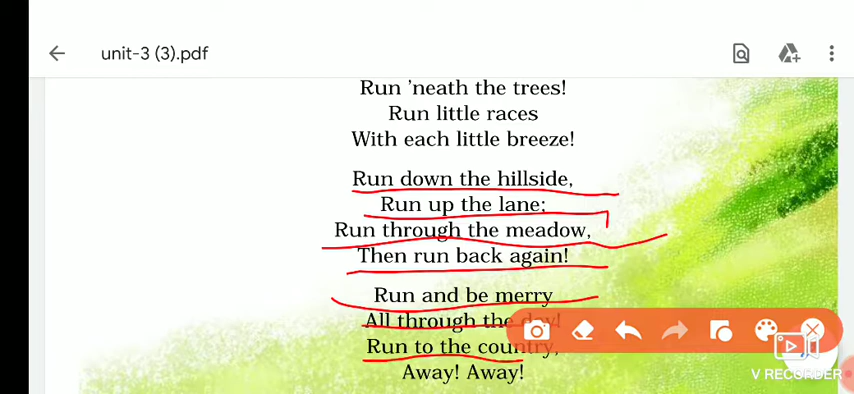 unit-3 (3).pdf
Run 'neath the trees!
Run little races
With each little breeze!
Run down the hillside,
Run up the lane;
Run through the meadow,
Then run back again!
Run and be merry
All through the day!
Run to the country,
Away! Away!
V RECORDER